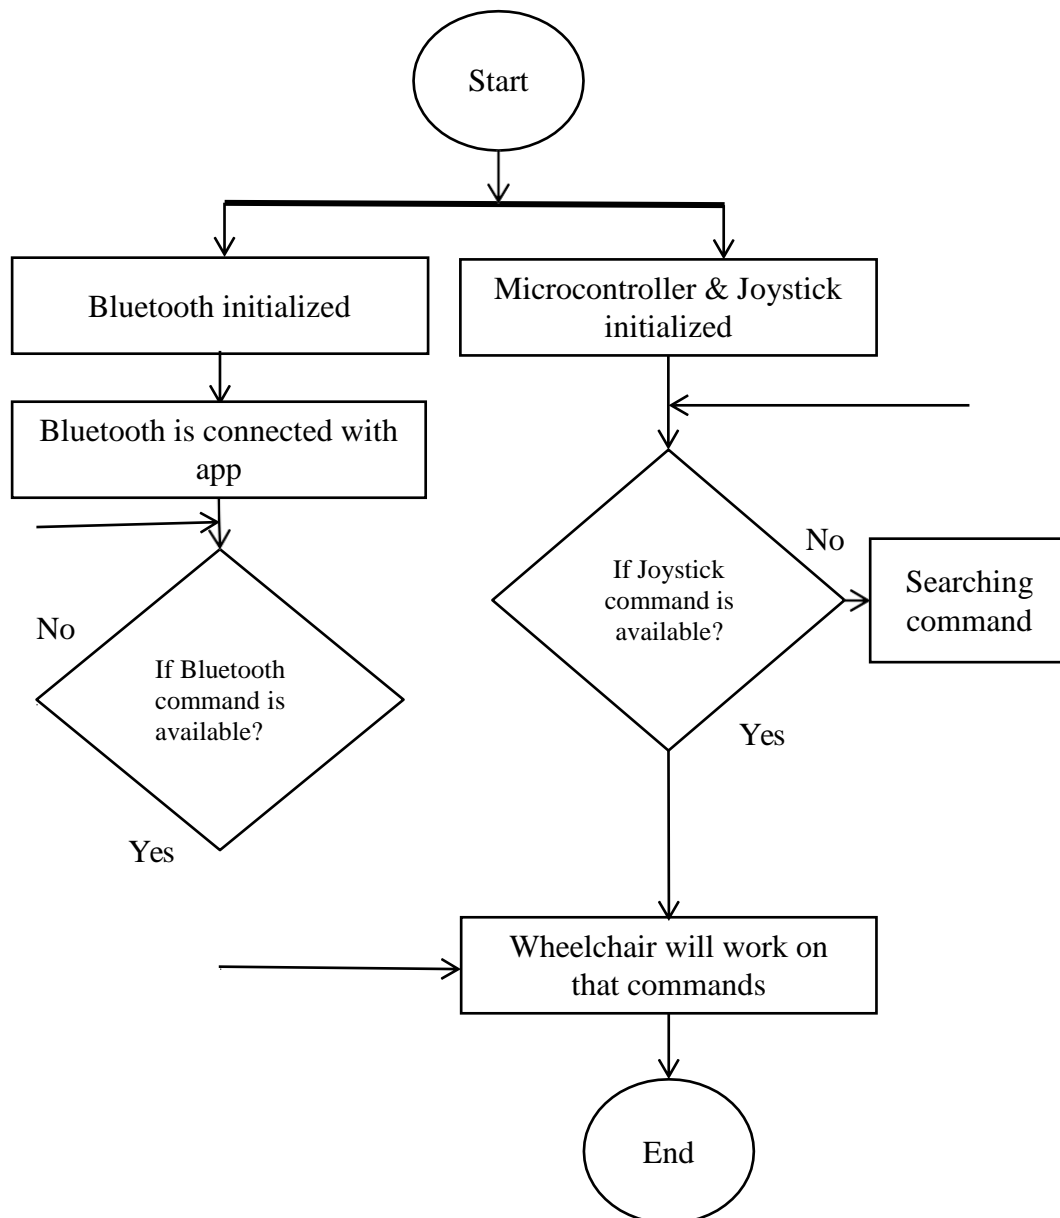 Start
Bluetooth initialized
Microcontroller & Joystick
initialized
Bluetooth is connected with
app
No
If Joystick
command is
available?
Searching
command
No
If Bluetooth
command is
available?
Yes
Yes
Wheelchair will work on
that commands
End